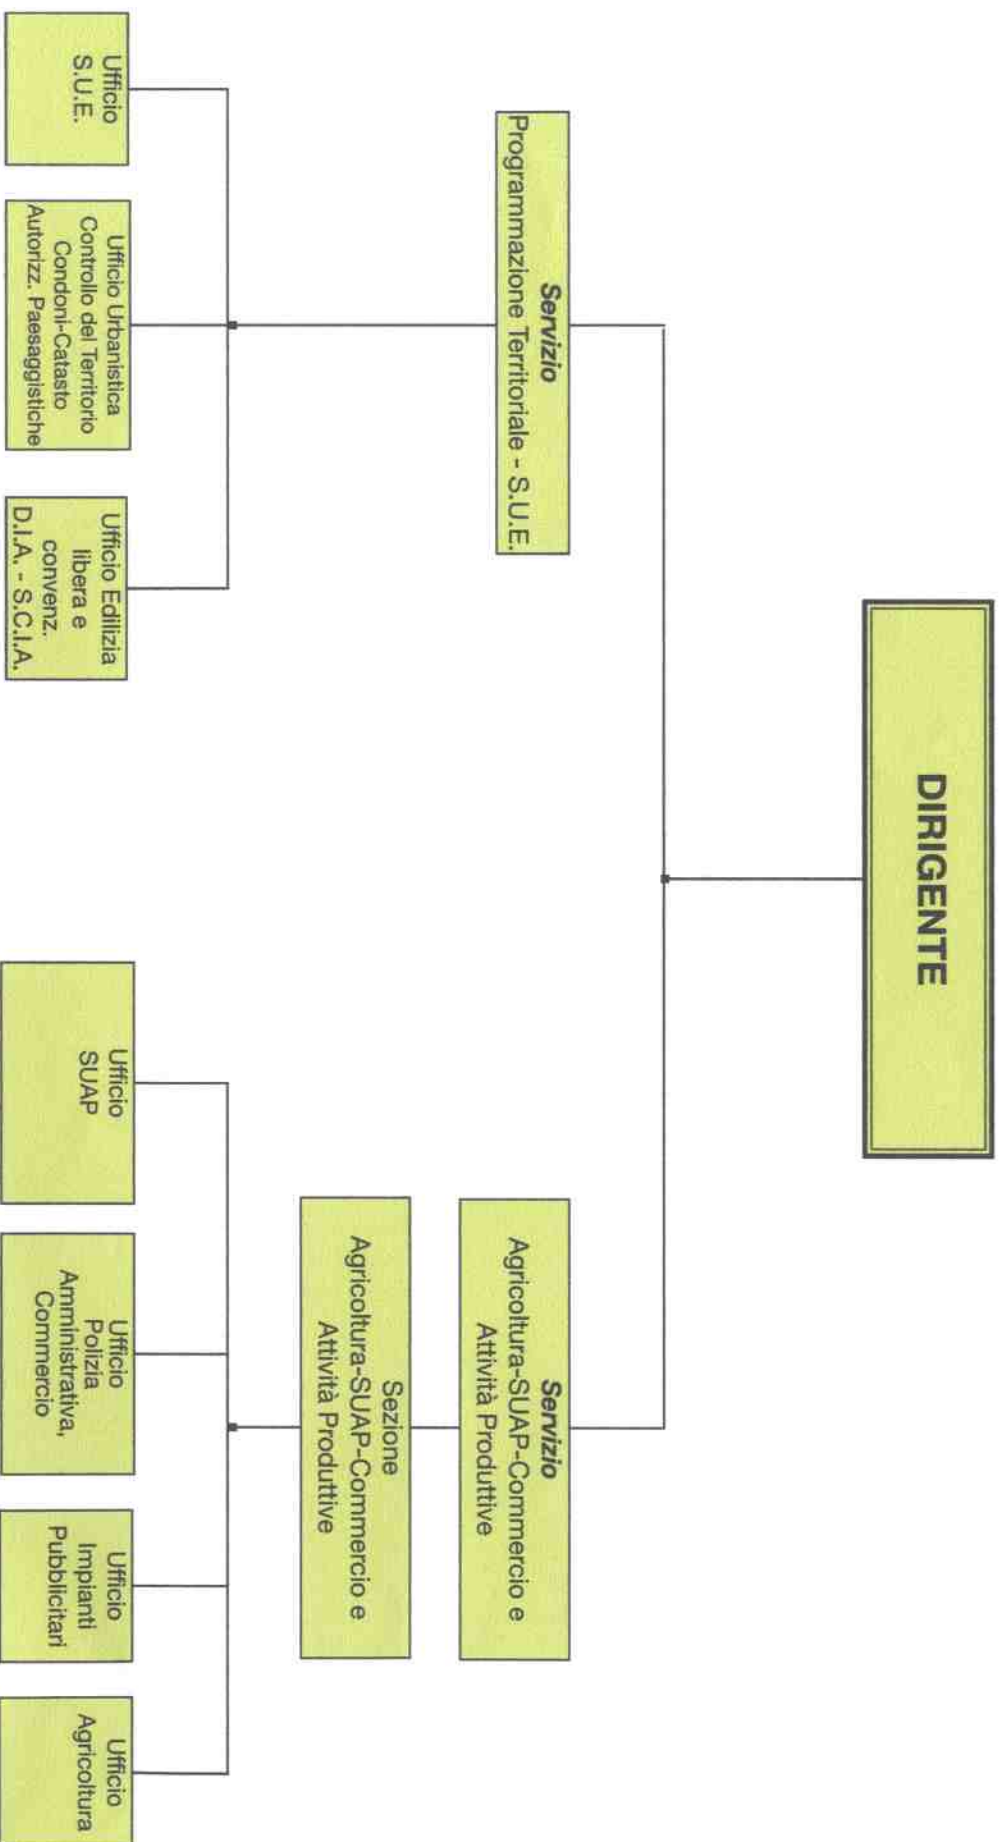 DIRIGENTE
Servizio
Programmazione Territoriale - S.U.E.
Servizio
Agricoltura-SUAP-Commercio e
Attività Produttive
Sezione
Agricoltura-SUAP-Commercio e
Attività Produttive
Ufficio
S.U.E.
Ufficio Urbanistica
Controllo del Territorio
Condoni-Catasto
Autorizz. Paesaggistiche
Ufficio Edilizia
libera e
convenz.
D.I.A. - S.C.I.A.
Ufficio
SUAP
Ufficio
Polizia
Amministrativa,
Commercio
Ufficio
Impianti
Pubblicitari
Ufficio
Agricoltura